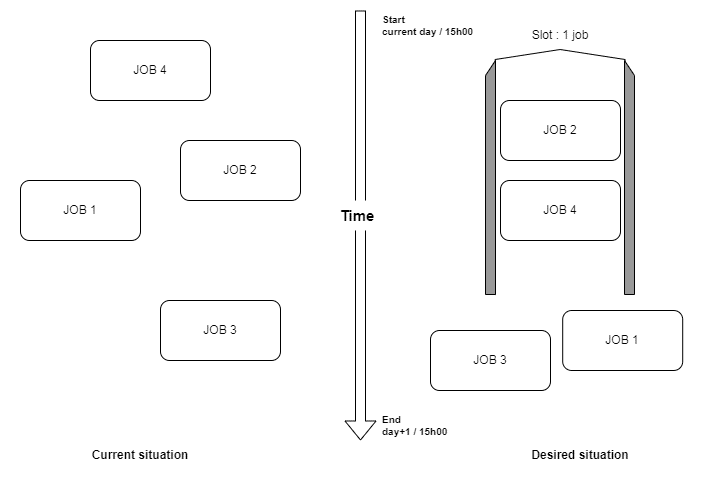 Start
current day / 15h00
Slot : 1 job
JOB 4
JOB 2
JOB 2
JOB 1
JOB 4
Time
JOB 3
JOB 3
JOB 1
End
day+1 / 15h00
Current situation
Desired situation